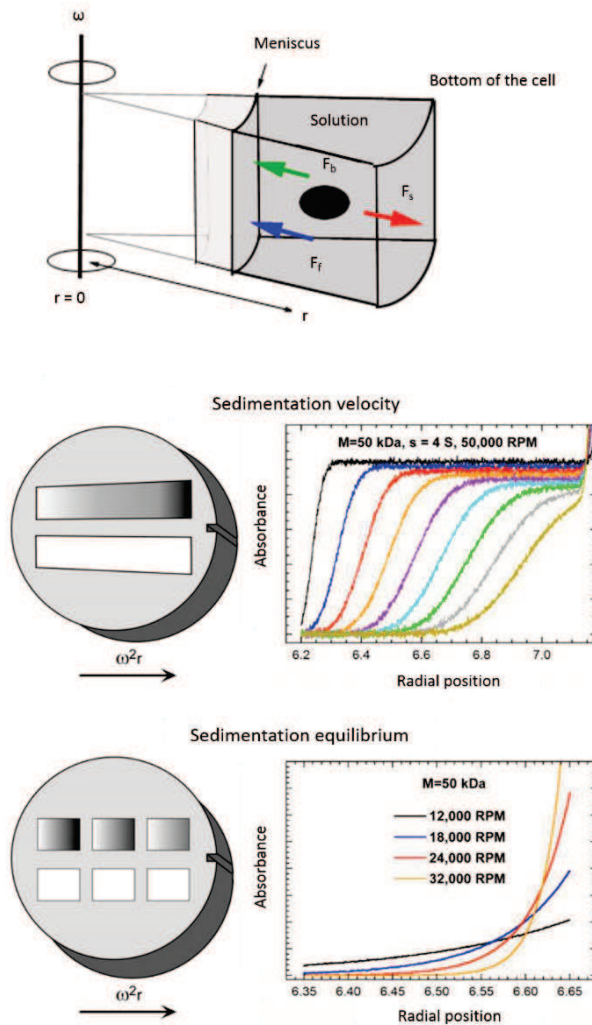 ω
Meniscus
Bottom of the cell
Solution
F_b
F_s
F_f
r = 0
r
Sedimentation velocity
M=50 kDa, s = 4 S, 50,000 RPM
Absorbance
6.2 6.4 6.6 6.8 7.0
Radial position
ω²r
Sedimentation equilibrium
M=50 kDa
12,000 RPM
18,000 RPM
24,000 RPM
32,000 RPM
Absorbance
6.35 6.40 6.45 6.50 6.55 6.60 6.65
Radial position
ω²r